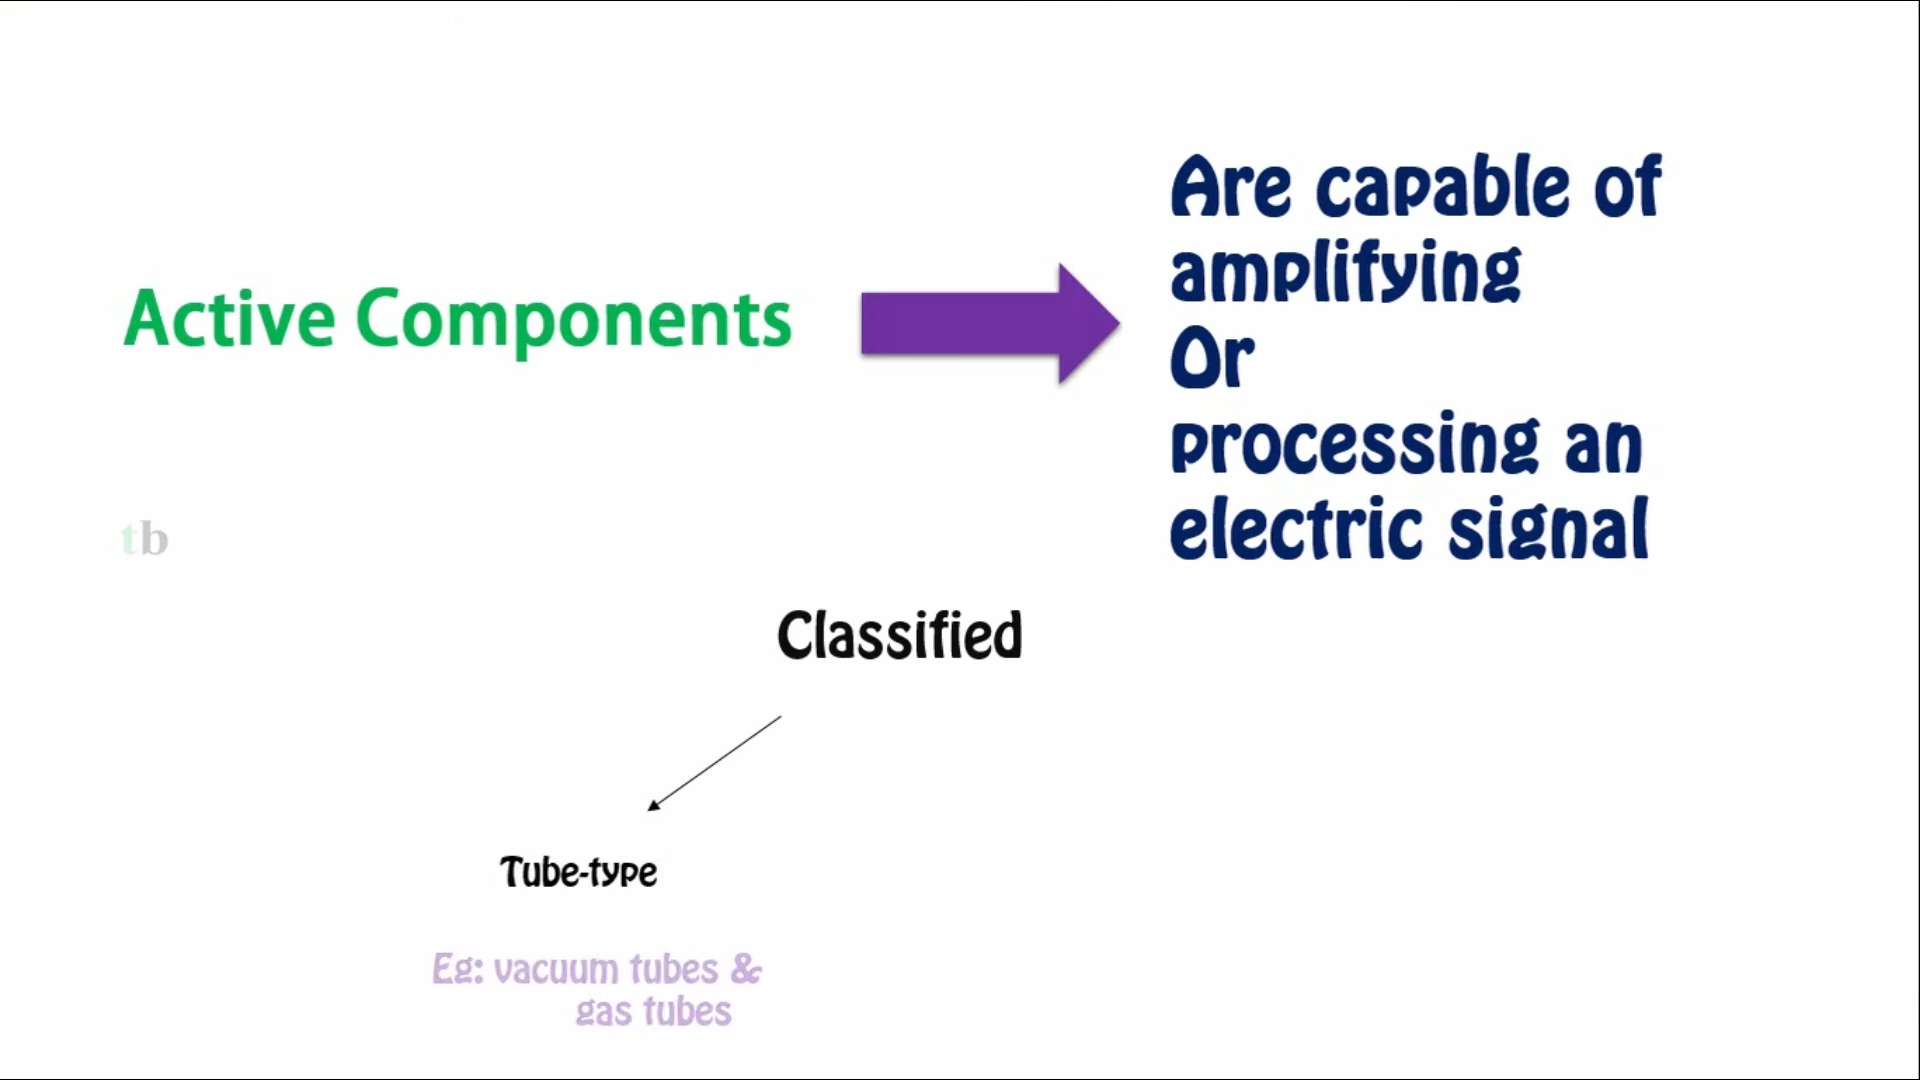 Active Components
Are capable of
amplifying
Or
processing an
electric signal
tb
Classified
Tube-type
Eg: vacuum tubes &
gas tubes